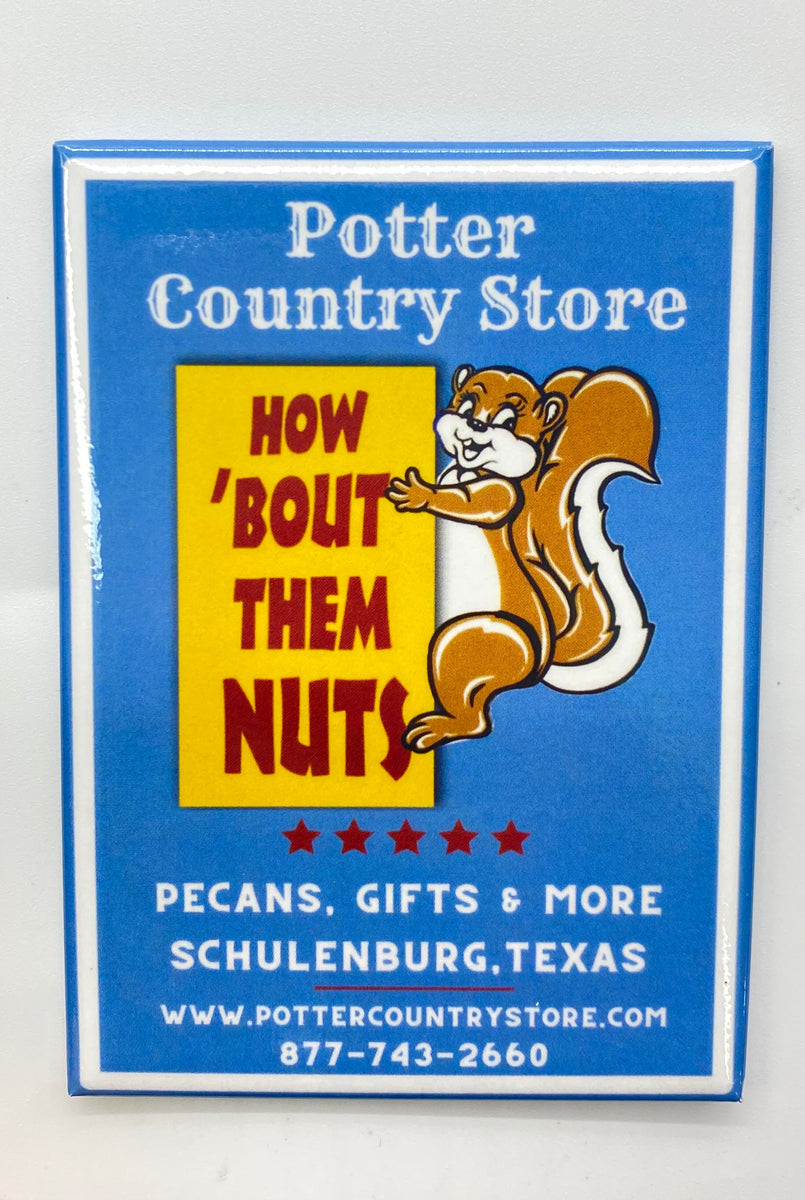 Potter
Country Store
HOW
'BOUT
THEM
NUTS
PECANS, GIFTS & MORE
SCHULENBURG, TEXAS
WWW.POTTERCOUNTRYSTORE.COM
877-743-2660